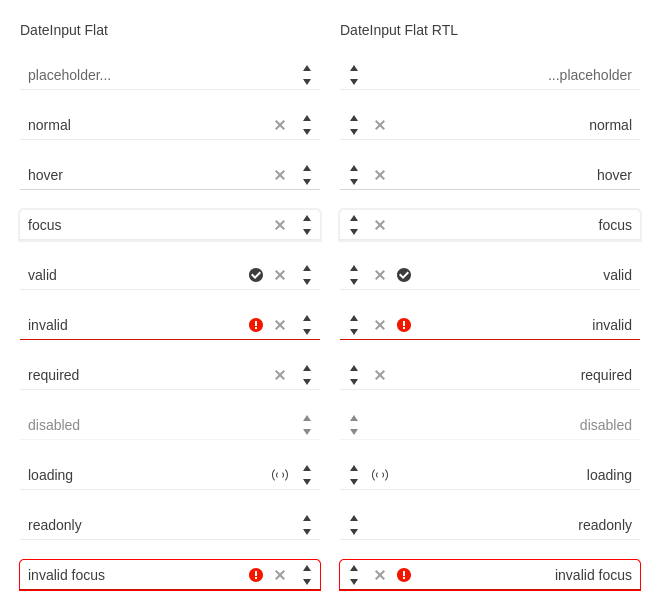 DateInput Flat
placeholder...
normal
hover
focus
valid
invalid
required
disabled
loading
readonly
invalid focus
DateInput Flat RTL
...placeholder
normal
hover
focus
valid
invalid
required
disabled
loading
readonly
invalid focus